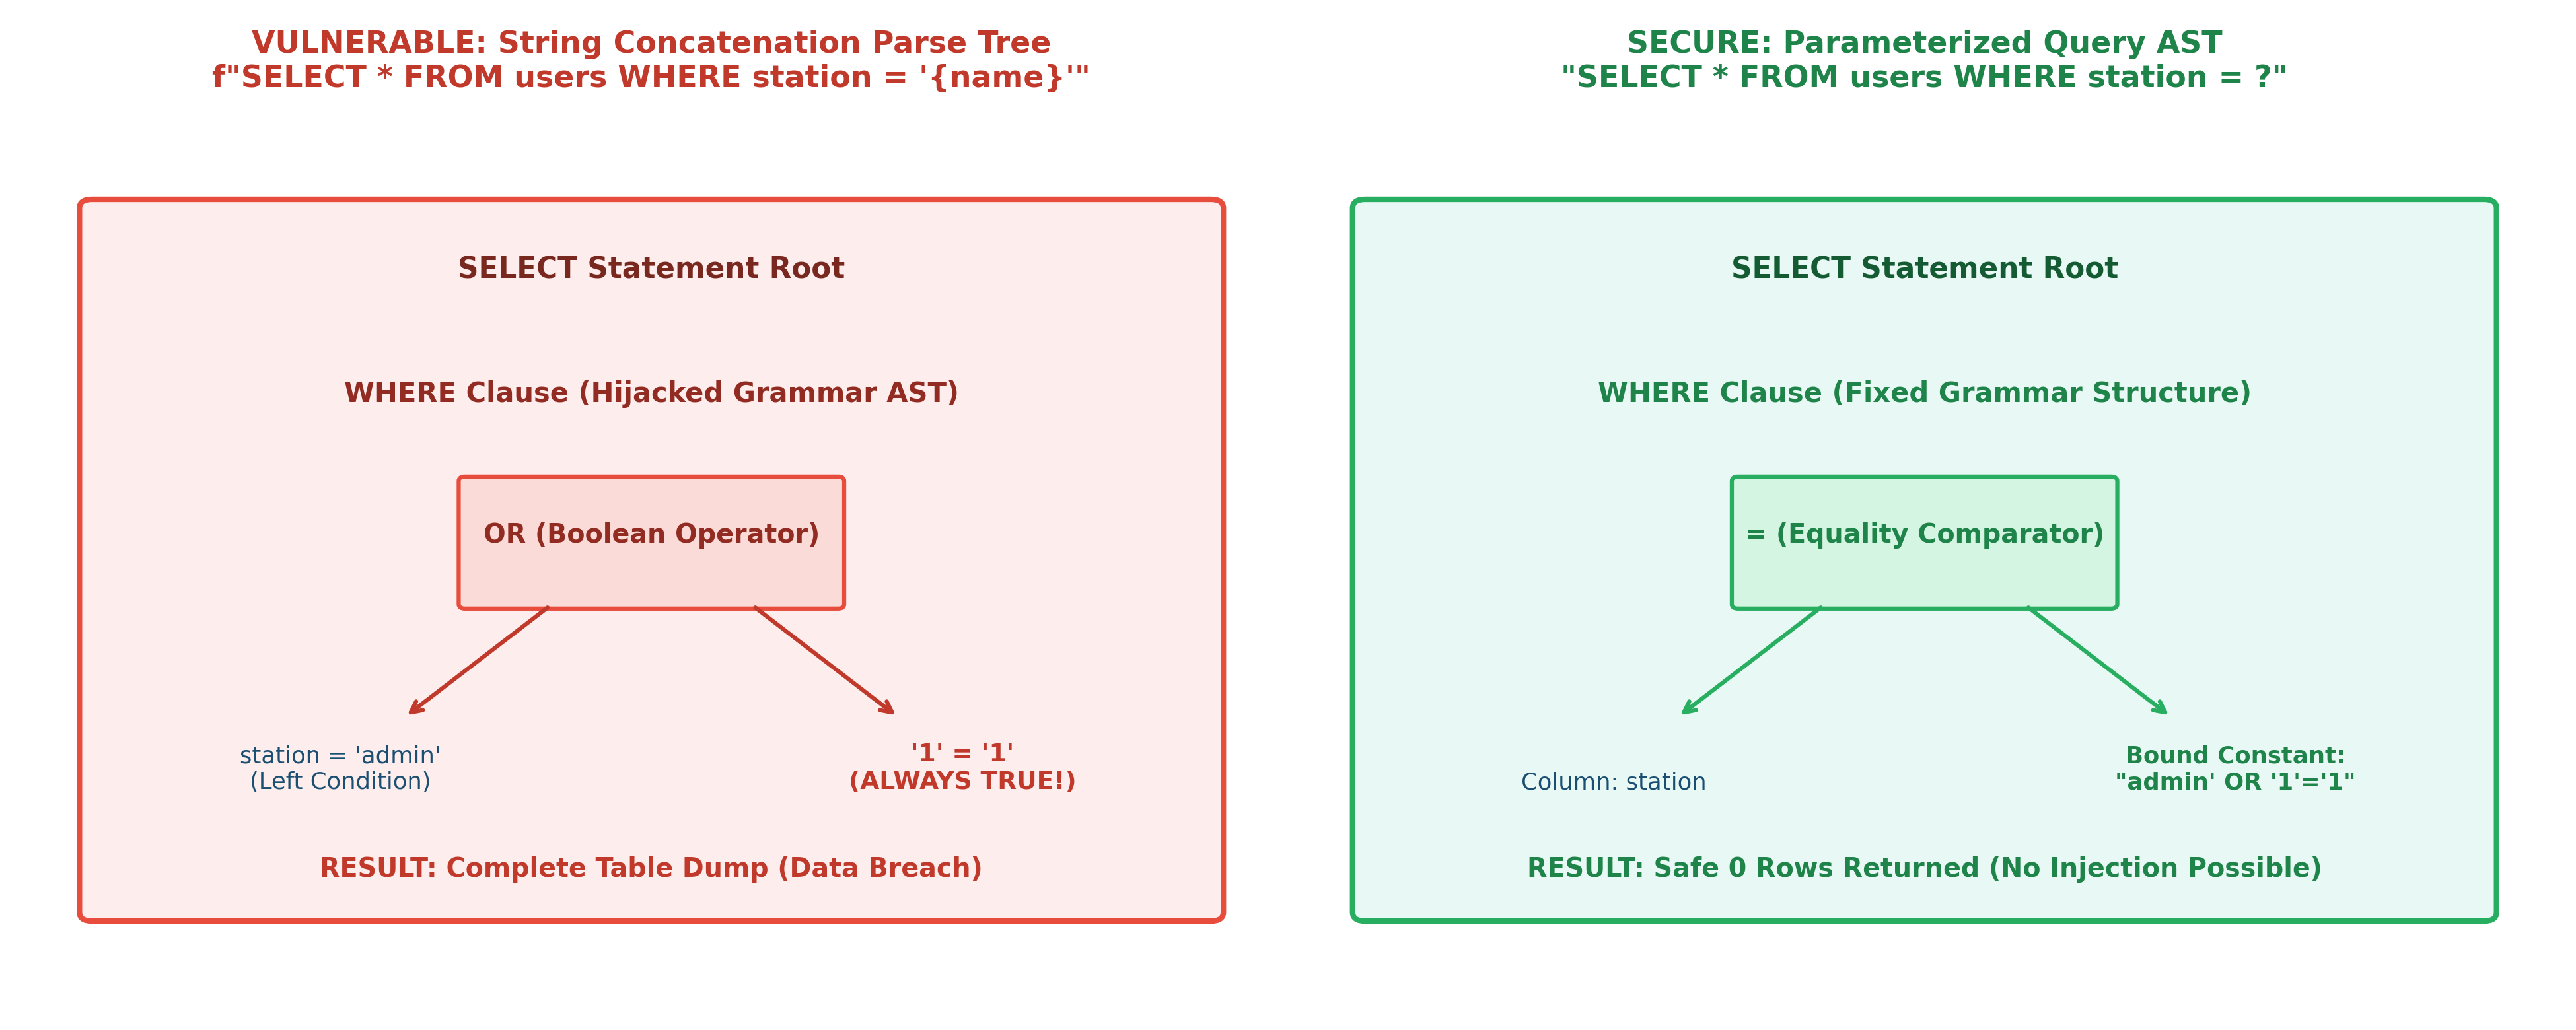 VULNERABLE: String Concatenation Parse Tree
f"SELECT * FROM users WHERE station = '{name}'"
SELECT Statement Root
WHERE Clause (Hijacked Grammar AST)
OR (Boolean Operator)
station = 'admin'
(Left Condition)
'1' = '1'
(ALWAYS TRUE!)
RESULT: Complete Table Dump (Data Breach)
SECURE: Parameterized Query AST
"SELECT * FROM users WHERE station = ?"
SELECT Statement Root
WHERE Clause (Fixed Grammar Structure)
= (Equality Comparator)
Column: station
Bound Constant:
"admin' OR '1'='1"
RESULT: Safe 0 Rows Returned (No Injection Possible)